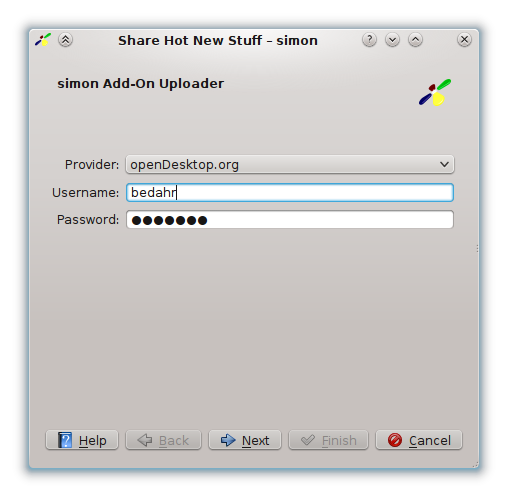 Share Hot New Stuff – simon
simon Add-On Uploader
Provider: openDesktop.org
Username: bedahr
Password: ●●●●●●●
Help Back Next Finish Cancel